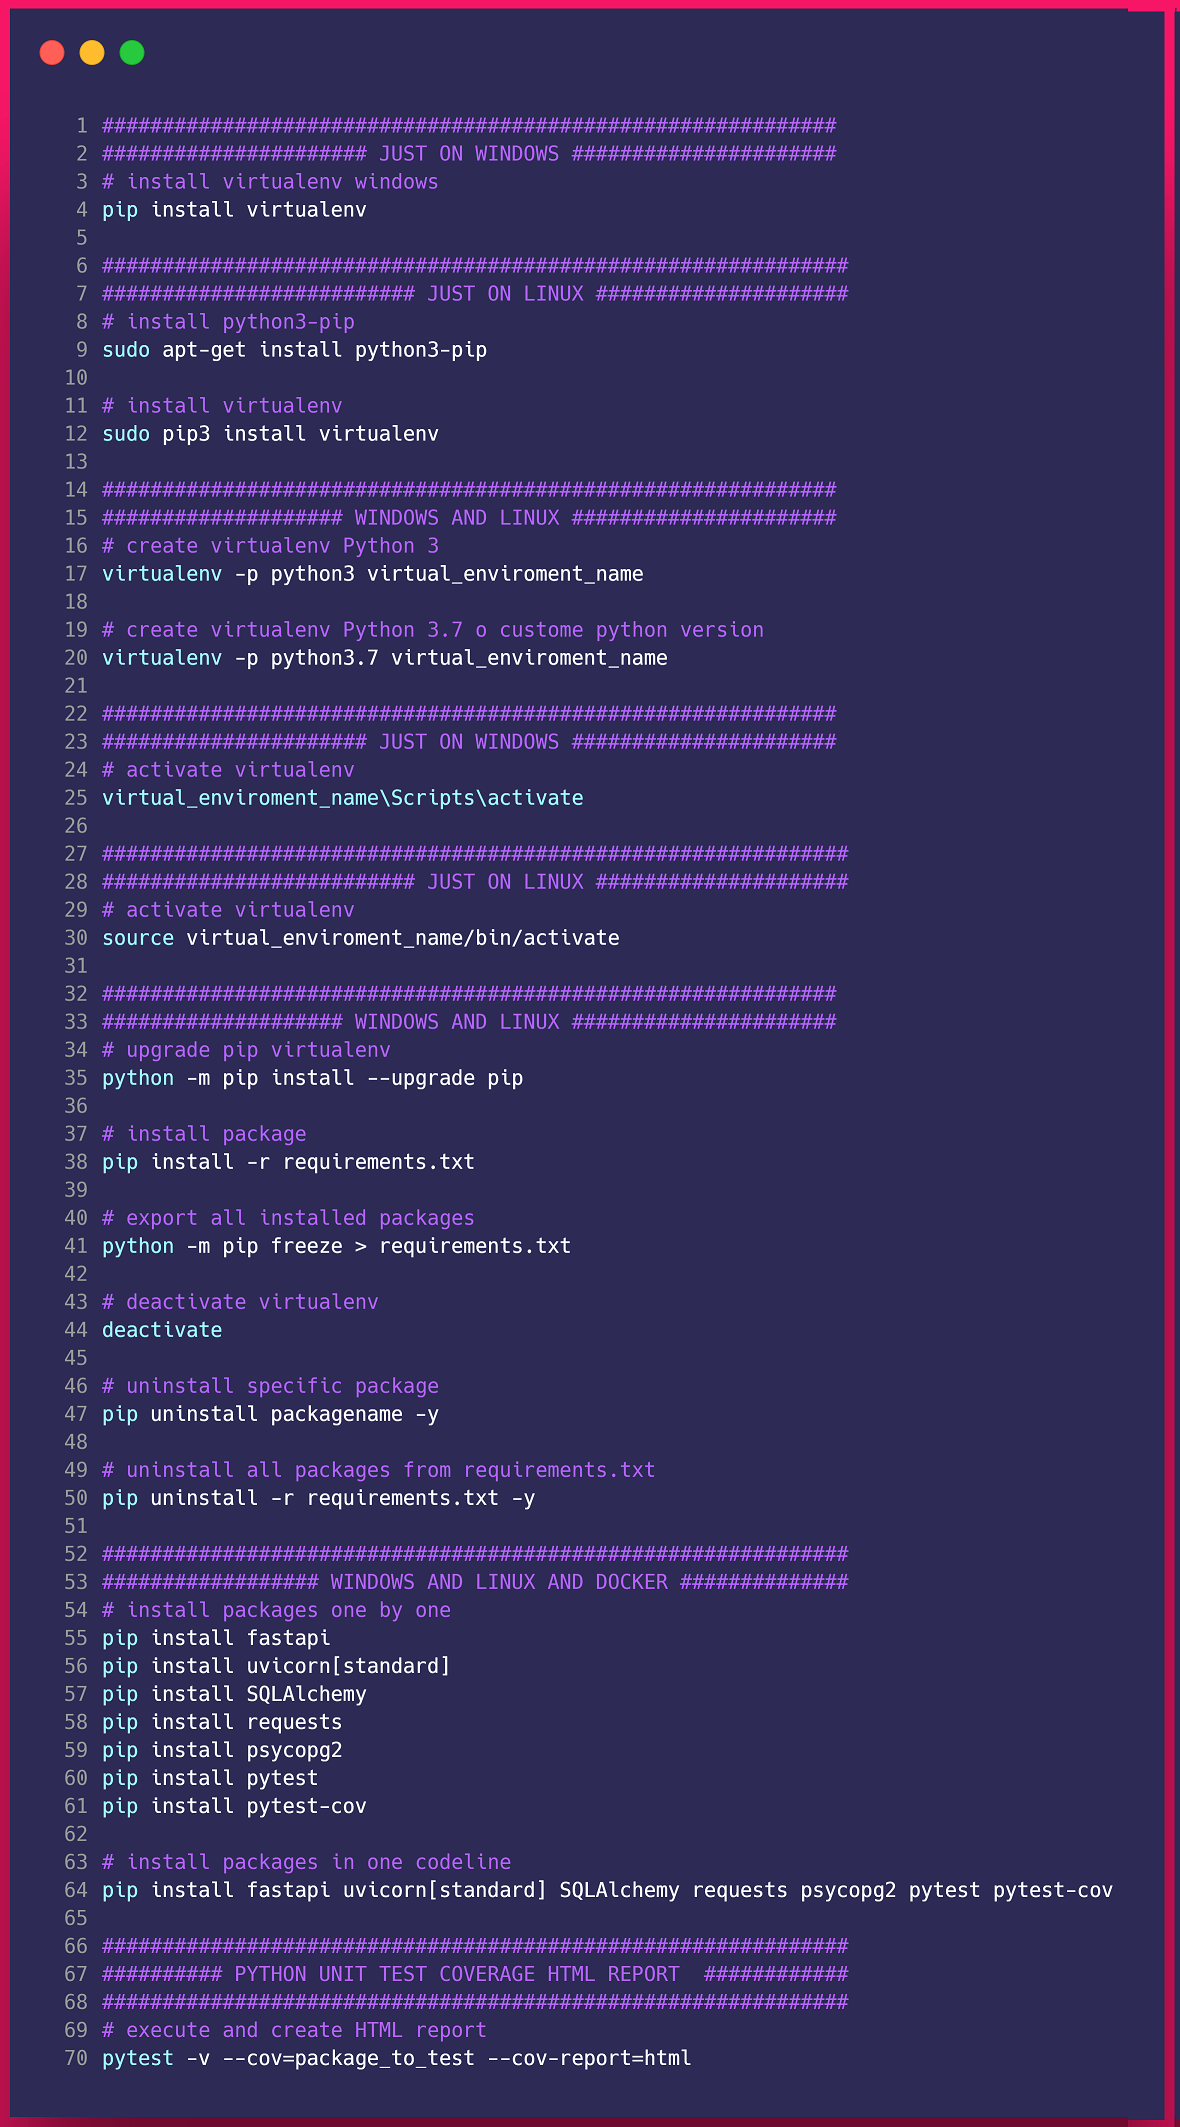 1 #############################################################
2 ###################### JUST ON WINDOWS ######################
3 # install virtualenv windows
4 pip install virtualenv
5
6 ##############################################################
7 ########################## JUST ON LINUX #####################
8 # install python3-pip
9 sudo apt-get install python3-pip
10
11 # install virtualenv
12 sudo pip3 install virtualenv
13
14 #############################################################
15 #################### WINDOWS AND LINUX ######################
16 # create virtualenv Python 3
17 virtualenv -p python3 virtual_enviroment_name
18
19 # create virtualenv Python 3.7 o custome python version
20 virtualenv -p python3.7 virtual_enviroment_name
21
22 #############################################################
23 ###################### JUST ON WINDOWS ######################
24 # activate virtualenv
25 virtual_enviroment_name\Scripts\activate
26
27 ##############################################################
28 ########################## JUST ON LINUX #####################
29 # activate virtualenv
30 source virtual_enviroment_name/bin/activate
31
32 #############################################################
33 #################### WINDOWS AND LINUX ######################
34 # upgrade pip virtualenv
35 python -m pip install --upgrade pip
36
37 # install package
38 pip install -r requirements.txt
39
40 # export all installed packages
41 python -m pip freeze > requirements.txt
42
43 # deactivate virtualenv
44 deactivate
45
46 # uninstall specific package
47 pip uninstall packagename -y
48
49 # uninstall all packages from requirements.txt
50 pip uninstall -r requirements.txt -y
51
52 ##############################################################
53 ################## WINDOWS AND LINUX AND DOCKER ##############
54 # install packages one by one
55 pip install fastapi
56 pip install uvicorn[standard]
57 pip install SQLAlchemy
58 pip install requests
59 pip install psycopg2
60 pip install pytest
61 pip install pytest-cov
62
63 # install packages in one codeline
64 pip install fastapi uvicorn[standard] SQLAlchemy requests psycopg2 pytest pytest-cov
65
66 ##############################################################
67 ########## PYTHON UNIT TEST COVERAGE HTML REPORT  ############
68 ##############################################################
69 # execute and create HTML report
70 pytest -v --cov=package_to_test --cov-report=html